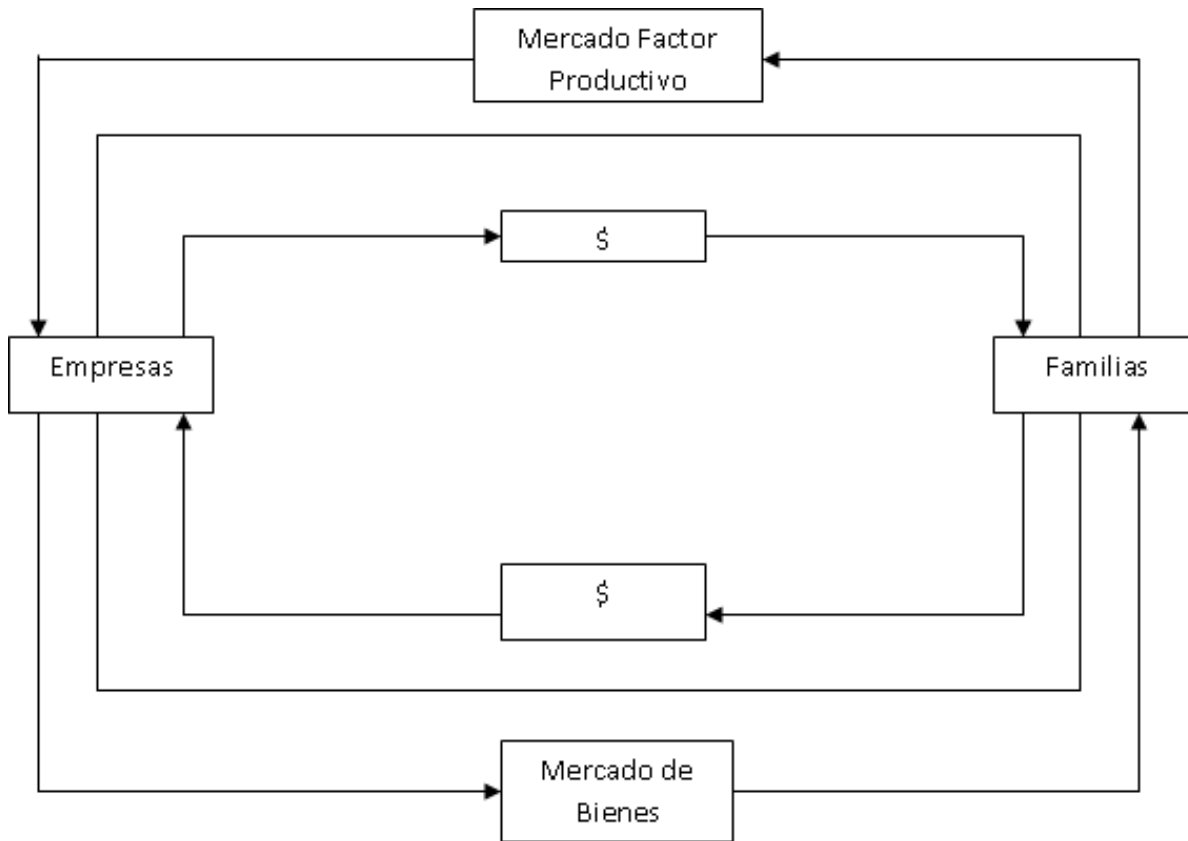 Mercado Factor
Productivo
$
Empresas
Familias
$
Mercado de
Bienes